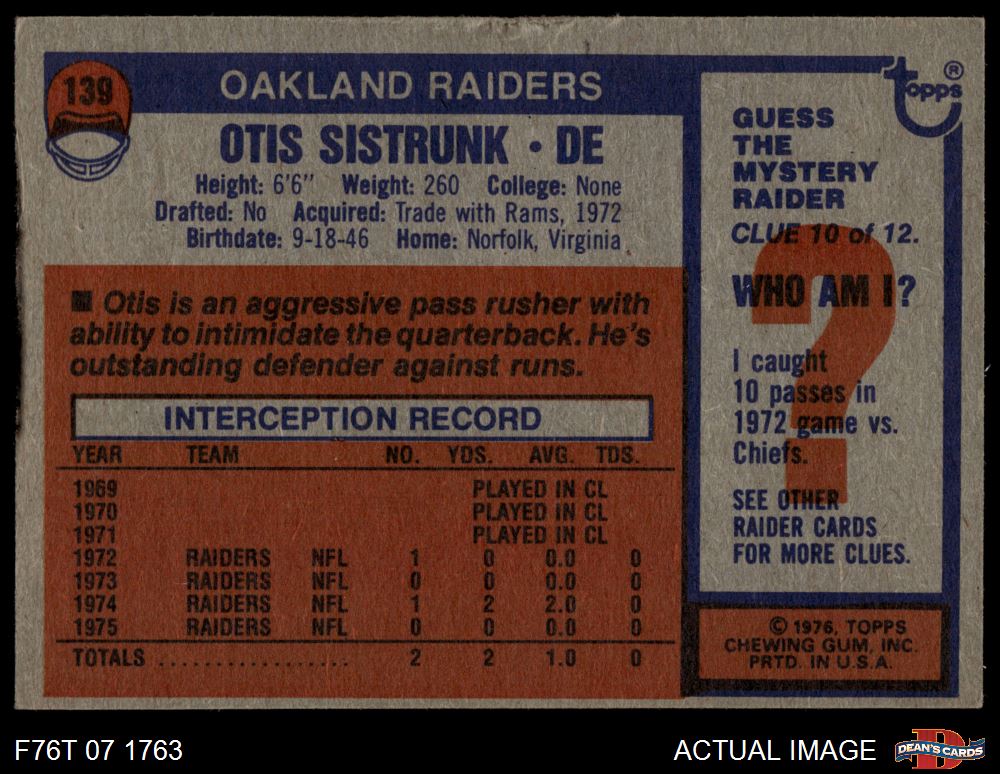 139
OAKLAND RAIDERS
OTIS SISTRUNK • DE
Height: 6'6" Weight: 260 College: None
Drafted: No Acquired: Trade with Rams, 1972
Birthdate: 9-18-46 Home: Norfolk, Virginia
■ Otis is an aggressive pass rusher with
ability to intimidate the quarterback. He's
outstanding defender against runs.
INTERCEPTION RECORD
YEAR TEAM NO. YDS. AVG. TDS.
1969 PLAYED IN CL
1970 PLAYED IN CL
1971 PLAYED IN CL
1972 RAIDERS NFL 1 0 0.0 0
1973 RAIDERS NFL 0 0 0.0 0
1974 RAIDERS NFL 1 2 2.0 0
1975 RAIDERS NFL 0 0 0.0 0
TOTALS .................. 2 2 1.0 0
topps ®
GUESS
THE
MYSTERY
RAIDER
CLUE 10 of 12.
WHO AM I?
?
I caught
10 passes in
1972 game vs.
Chiefs.
SEE OTHER
RAIDER CARDS
FOR MORE CLUES.
© 1976, TOPPS
CHEWING GUM, INC.
PRTD. IN U.S.A.
F76T 07 1763
ACTUAL IMAGE
D
DEAN'S CARDS